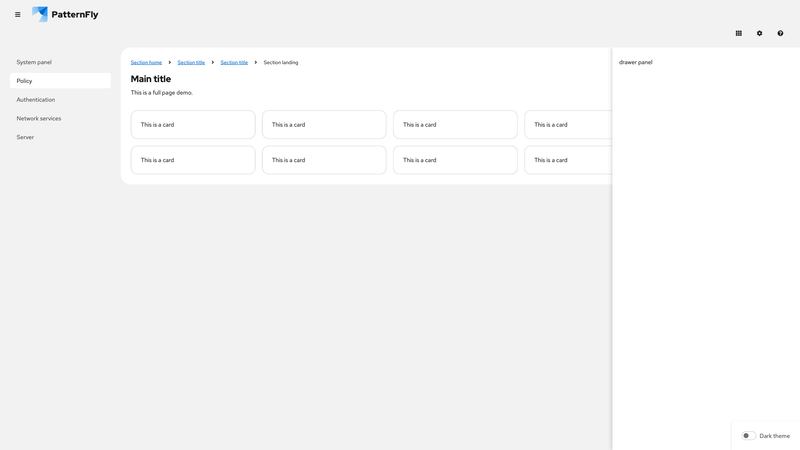 PatternFly
System panel
Policy
Authentication
Network services
Server
Section home Section title Section title Section landing
Main title
This is a full page demo.
This is a card This is a card This is a card This is a card
This is a card This is a card This is a card This is a card
drawer panel
Dark theme